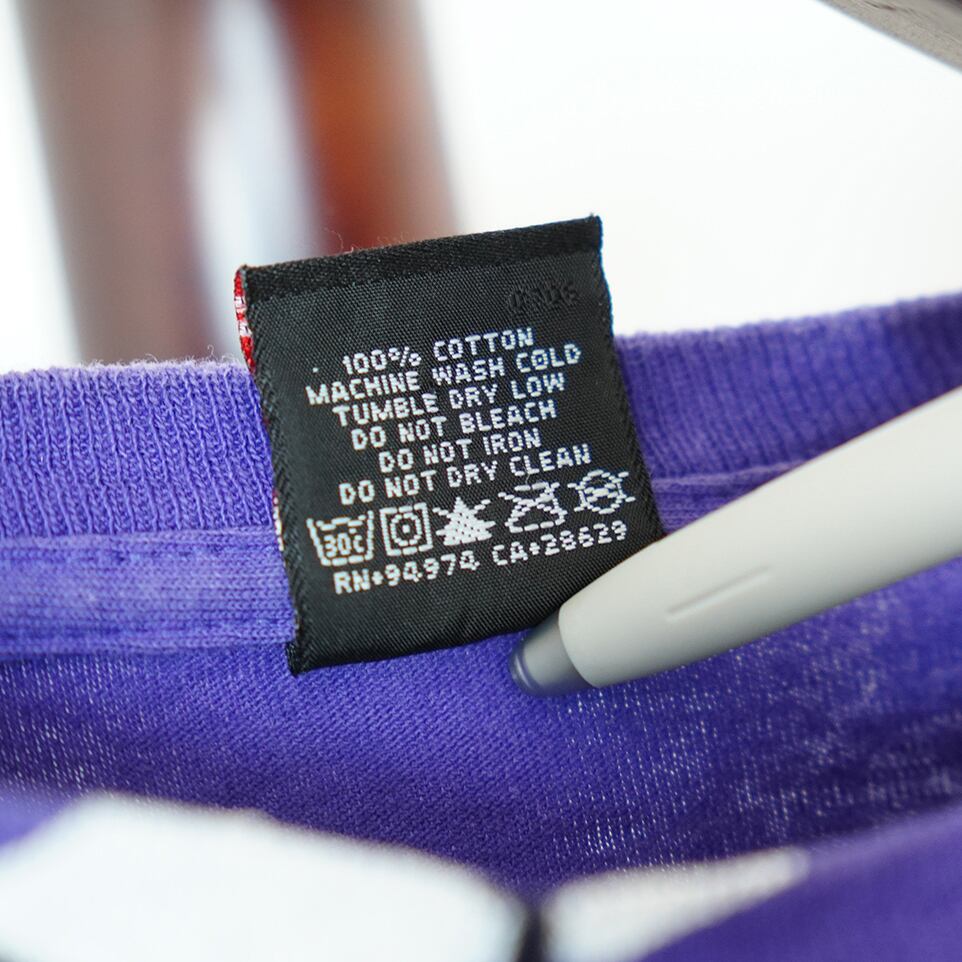 100% COTTON
MACHINE WASH COLD
TUMBLE DRY LOW
DO NOT BLEACH
DO NOT IRON
DO NOT DRY CLEAN
30C
RN+94974 CA+28629